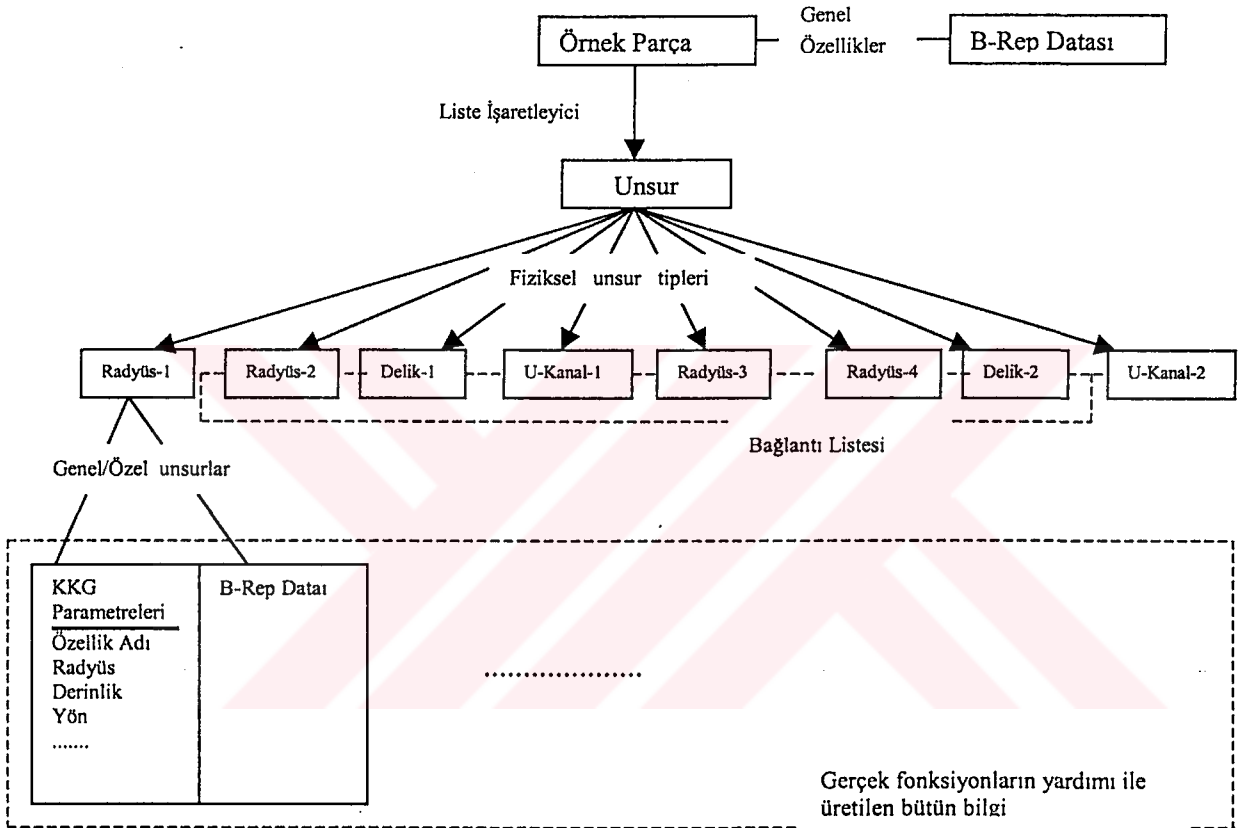 Genel
Özellikler
Örnek Parça
B-Rep Datası
Liste İşaretleyici
Unsur
Fiziksel unsur tipleri
Radyüs-1
Radyüs-2
Delik-1
U-Kanal-1
Radyüs-3
Radyüs-4
Delik-2
U-Kanal-2
Bağlantı Listesi
Genel/Özel unsurlar
KKG
Parametreleri
Özellik Adı
Radyüs
Derinlik
Yön
.......
B-Rep Dataı
....................
Gerçek fonksiyonların yardımı ile
üretilen bütün bilgi